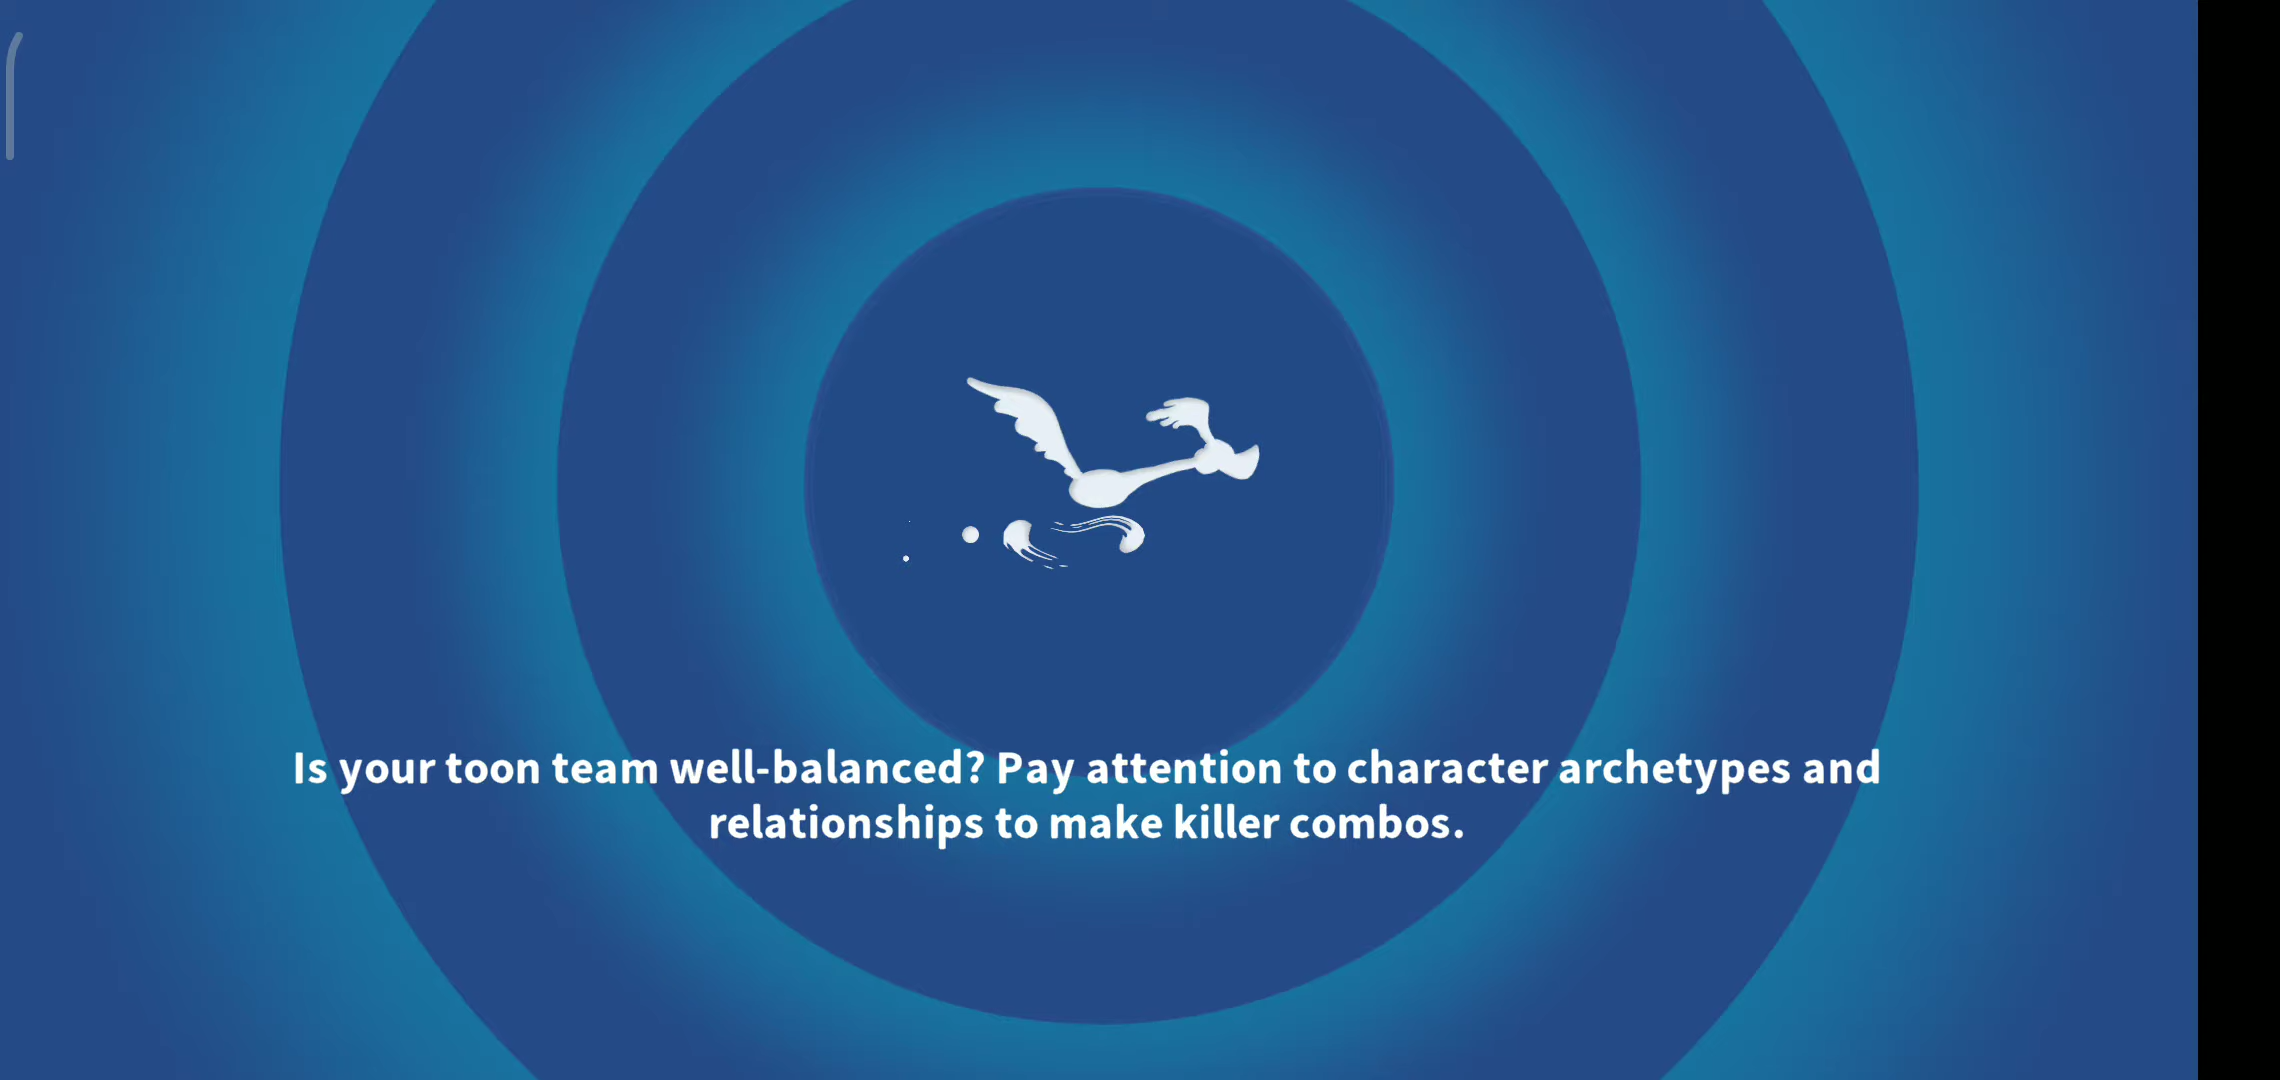 Is your toon team well-balanced? Pay attention to character archetypes and
relationships to make killer combos.